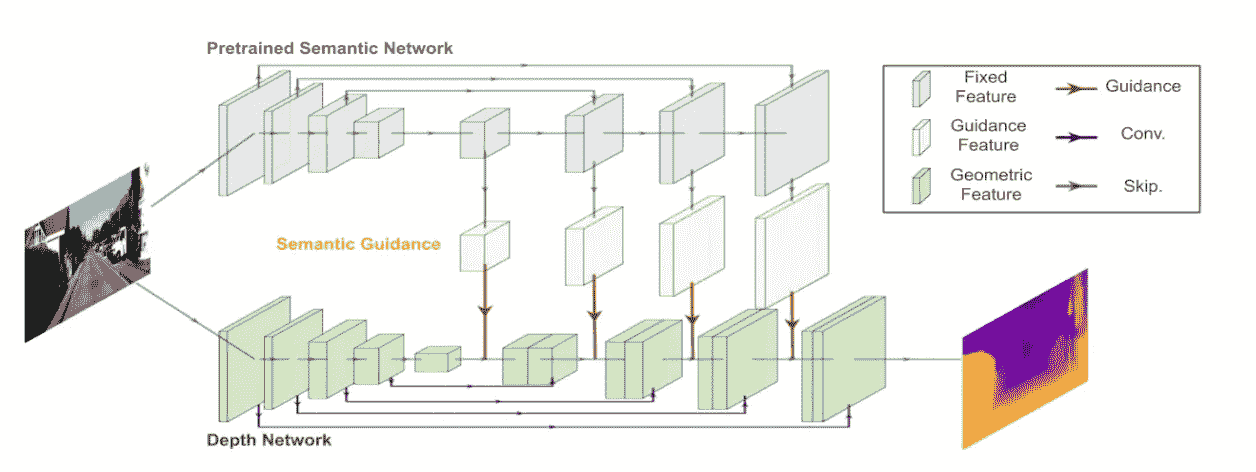 Pretrained Semantic Network
Fixed
Feature
Guidance
Guidance
Feature
Conv.
Geometric
Feature
Skip.
Semantic Guidance
Depth Network